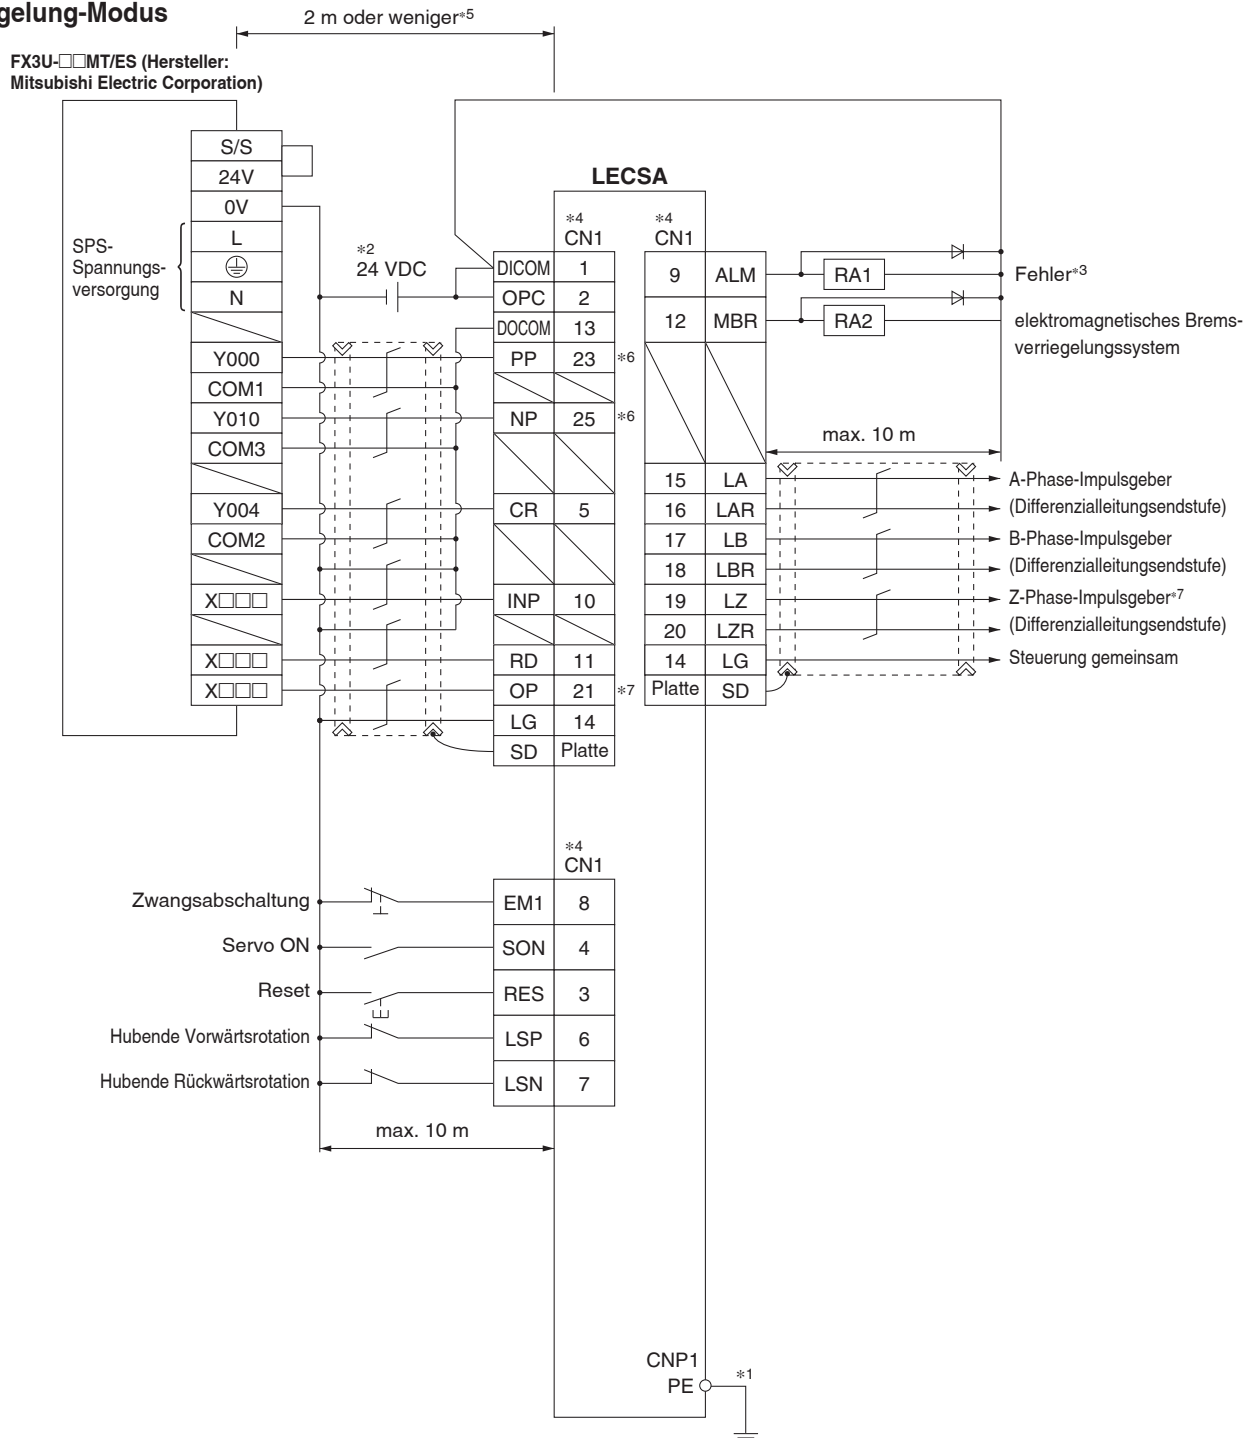 gelung-Modus
2 m oder weniger*5
FX3U-□□MT/ES (Hersteller:
Mitsubishi Electric Corporation)
S/S
24V
0V
L
N
SPS-
Spannungs-
versorgung
Y000
COM1
Y010
COM3
Y004
COM2
X□□□
X□□□
X□□□
*2
24 VDC
LECSA
*4
CN1
DICOM 1
OPC 2
DOCOM 13
PP 23 *6
NP 25 *6
CR 5
INP 10
RD 11
OP 21 *7
LG 14
SD Platte
*4
CN1
9 ALM
12 MBR
15 LA
16 LAR
17 LB
18 LBR
19 LZ
20 LZR
14 LG
Platte SD
RA1
Fehler*3
RA2
elektromagnetisches Brems-
verriegelungssystem
max. 10 m
A-Phase-Impulsgeber
(Differenzialleitungsendstufe)
B-Phase-Impulsgeber
(Differenzialleitungsendstufe)
Z-Phase-Impulsgeber*7
(Differenzialleitungsendstufe)
Steuerung gemeinsam
*4
CN1
Zwangsabschaltung EM1 8
Servo ON SON 4
Reset RES 3
Hubende Vorwärtsrotation LSP 6
Hubende Rückwärtsrotation LSN 7
max. 10 m
CNP1
PE *1